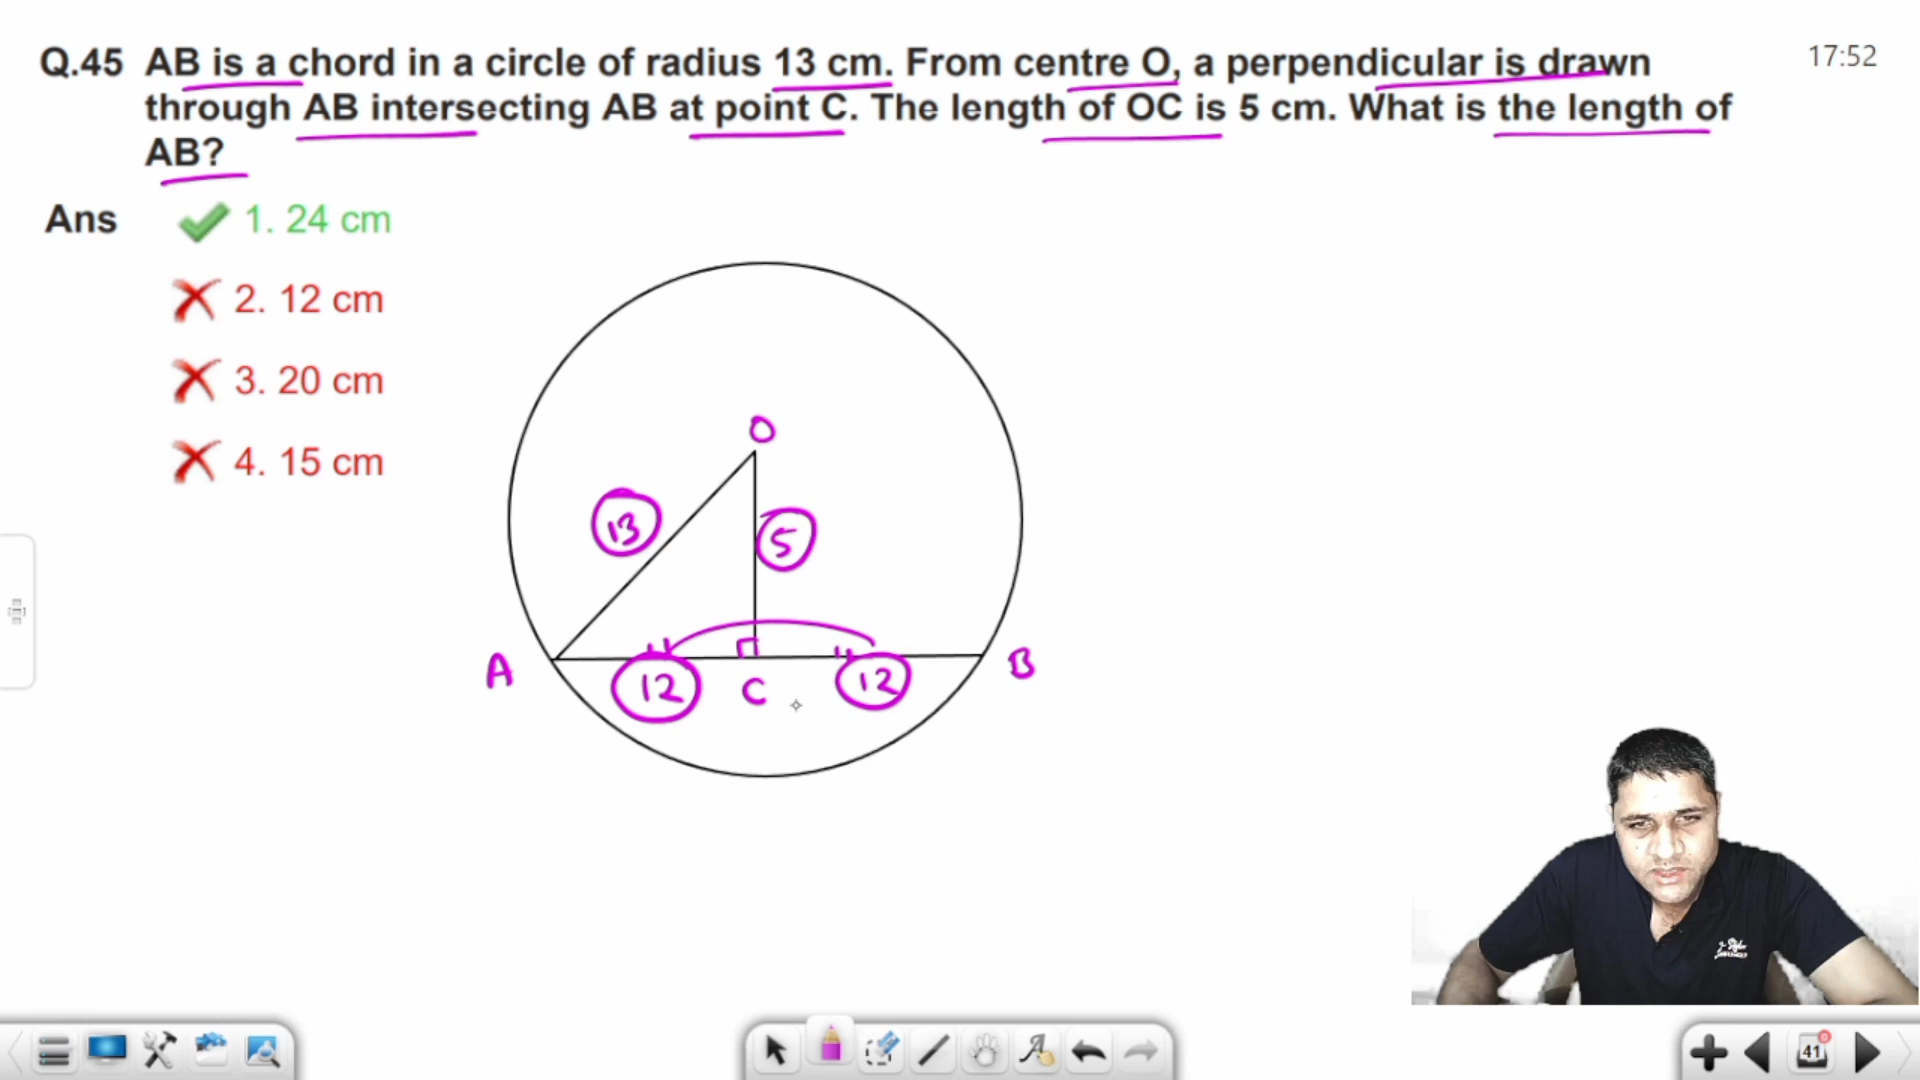 Q.45 AB is a chord in a circle of radius 13 cm. From centre O, a perpendicular is drawn
through AB intersecting AB at point C. The length of OC is 5 cm. What is the length of
AB?
17:52
Ans 1. 24 cm
2. 12 cm
3. 20 cm
4. 15 cm
O
13
5
A
12
C
12
B
41